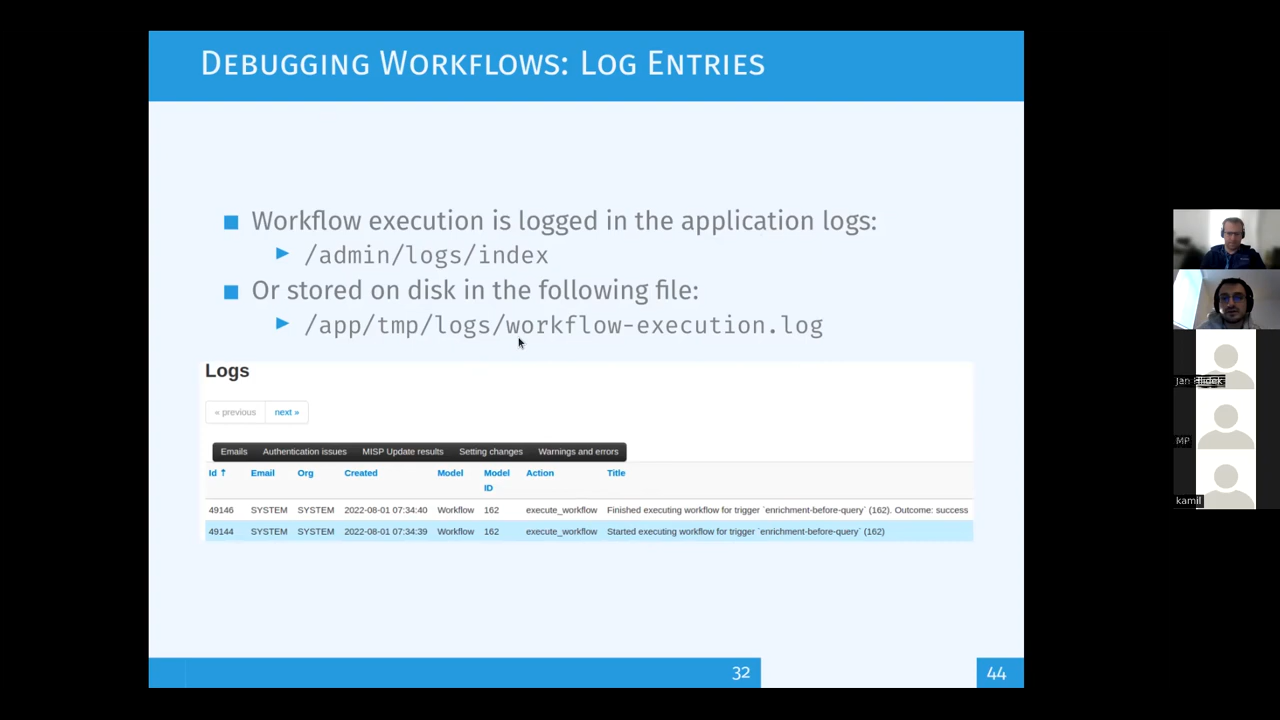 Debugging Workflows: Log Entries
Workflow execution is logged in the application logs:
/admin/logs/index
Or stored on disk in the following file:
/app/tmp/logs/workflow-execution.log
Logs
« previous next »
Emails Authentication issues MISP Update results Setting changes Warnings and errors
Id ↑ Email Org Created Model Model ID Action Title
49146 SYSTEM SYSTEM 2022-08-01 07:34:40 Workflow 162 execute_workflow Finished executing workflow for trigger `enrichment-before-query` (162). Outcome: success
49144 SYSTEM SYSTEM 2022-08-01 07:34:39 Workflow 162 execute_workflow Started executing workflow for trigger `enrichment-before-query` (162)
32 44
Jan
MP
kamil